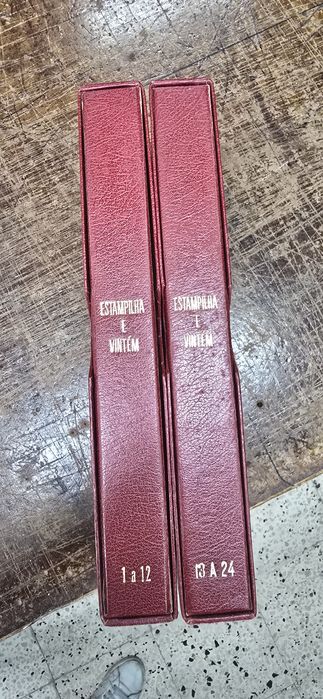 ESTAMPILHA
E
VINTÉM
1 a 12
ESTAMPILHA
E
VINTÉM
13 A 24